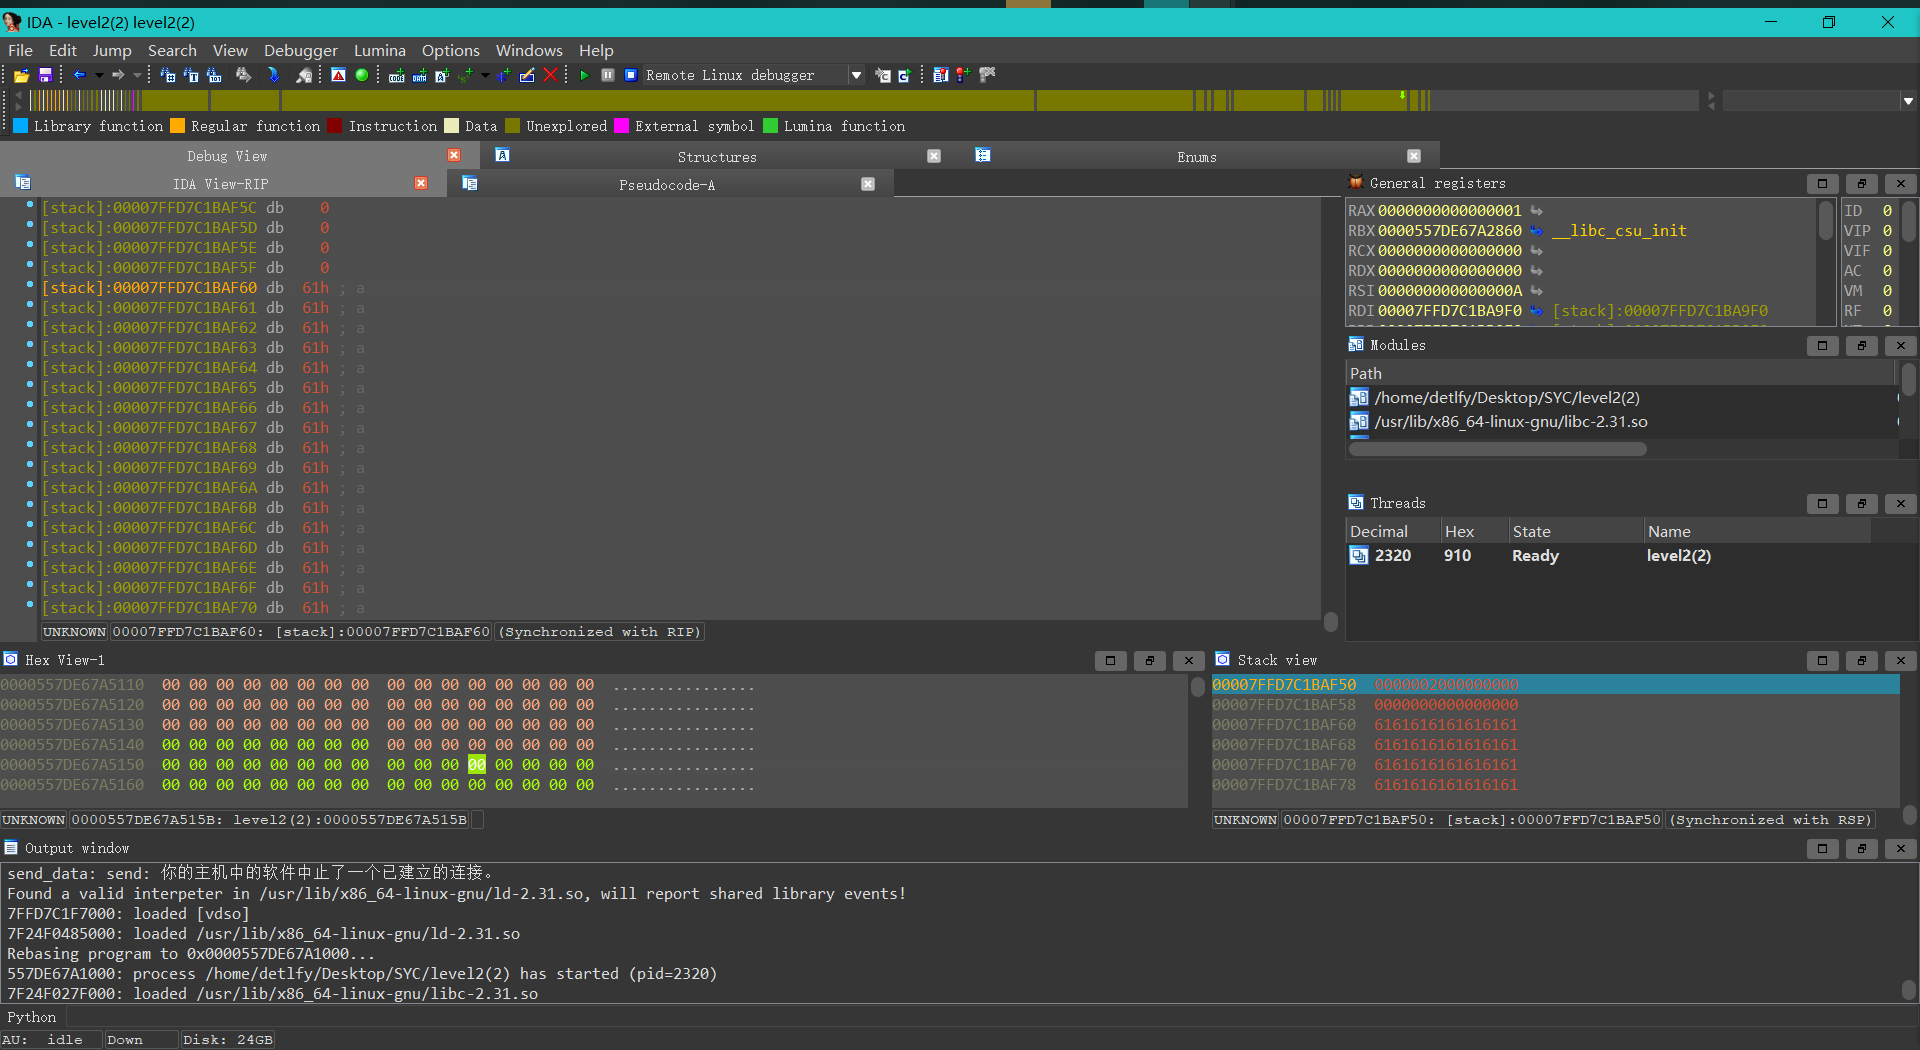 IDA - level2(2) level2(2)
File Edit Jump Search View Debugger Lumina Options Windows Help
Remote Linux debugger
Library function Regular function Instruction Data Unexplored External symbol Lumina function
Debug View Structures Enums
IDA View-RIP Pseudocode-A
[stack]:00007FFD7C1BAF5C db 0
[stack]:00007FFD7C1BAF5D db 0
[stack]:00007FFD7C1BAF5E db 0
[stack]:00007FFD7C1BAF5F db 0
[stack]:00007FFD7C1BAF60 db 61h ; a
[stack]:00007FFD7C1BAF61 db 61h ; a
[stack]:00007FFD7C1BAF62 db 61h ; a
[stack]:00007FFD7C1BAF63 db 61h ; a
[stack]:00007FFD7C1BAF64 db 61h ; a
[stack]:00007FFD7C1BAF65 db 61h ; a
[stack]:00007FFD7C1BAF66 db 61h ; a
[stack]:00007FFD7C1BAF67 db 61h ; a
[stack]:00007FFD7C1BAF68 db 61h ; a
[stack]:00007FFD7C1BAF69 db 61h ; a
[stack]:00007FFD7C1BAF6A db 61h ; a
[stack]:00007FFD7C1BAF6B db 61h ; a
[stack]:00007FFD7C1BAF6C db 61h ; a
[stack]:00007FFD7C1BAF6D db 61h ; a
[stack]:00007FFD7C1BAF6E db 61h ; a
[stack]:00007FFD7C1BAF6F db 61h ; a
[stack]:00007FFD7C1BAF70 db 61h ; a
UNKNOWN 00007FFD7C1BAF60: [stack]:00007FFD7C1BAF60 (Synchronized with RIP)
General registers
RAX 0000000000000001
RBX 0000557DE67A2860 __libc_csu_init
RCX 0000000000000000
RDX 0000000000000000
RSI 000000000000000A
RDI 00007FFD7C1BA9F0 [stack]:00007FFD7C1BA9F0
ID 0
VIP 0
VIF 0
AC 0
VM 0
RF 0
Modules
Path
/home/detlfy/Desktop/SYC/level2(2)
/usr/lib/x86_64-linux-gnu/libc-2.31.so
Threads
Decimal Hex State Name
2320 910 Ready level2(2)
Hex View-1
0000557DE67A5110 00 00 00 00 00 00 00 00 00 00 00 00 00 00 00 00 ................
0000557DE67A5120 00 00 00 00 00 00 00 00 00 00 00 00 00 00 00 00 ................
0000557DE67A5130 00 00 00 00 00 00 00 00 00 00 00 00 00 00 00 00 ................
0000557DE67A5140 00 00 00 00 00 00 00 00 00 00 00 00 00 00 00 00 ................
0000557DE67A5150 00 00 00 00 00 00 00 00 00 00 00 00 00 00 00 00 ................
0000557DE67A5160 00 00 00 00 00 00 00 00 00 00 00 00 00 00 00 00 ................
UNKNOWN 0000557DE67A515B: level2(2):0000557DE67A515B
Stack view
00007FFD7C1BAF50 0000002000000000
00007FFD7C1BAF58 0000000000000000
00007FFD7C1BAF60 6161616161616161
00007FFD7C1BAF68 6161616161616161
00007FFD7C1BAF70 6161616161616161
00007FFD7C1BAF78 6161616161616161
UNKNOWN 00007FFD7C1BAF50: [stack]:00007FFD7C1BAF50 (Synchronized with RSP)
Output window
send_data: send: 你的主机中的软件中止了一个已建立的连接。
Found a valid interpeter in /usr/lib/x86_64-linux-gnu/ld-2.31.so, will report shared library events!
7FFD7C1F7000: loaded [vdso]
7F24F0485000: loaded /usr/lib/x86_64-linux-gnu/ld-2.31.so
Rebasing program to 0x0000557DE67A1000...
557DE67A1000: process /home/detlfy/Desktop/SYC/level2(2) has started (pid=2320)
7F24F027F000: loaded /usr/lib/x86_64-linux-gnu/libc-2.31.so
Python
AU: idle Down Disk: 24GB